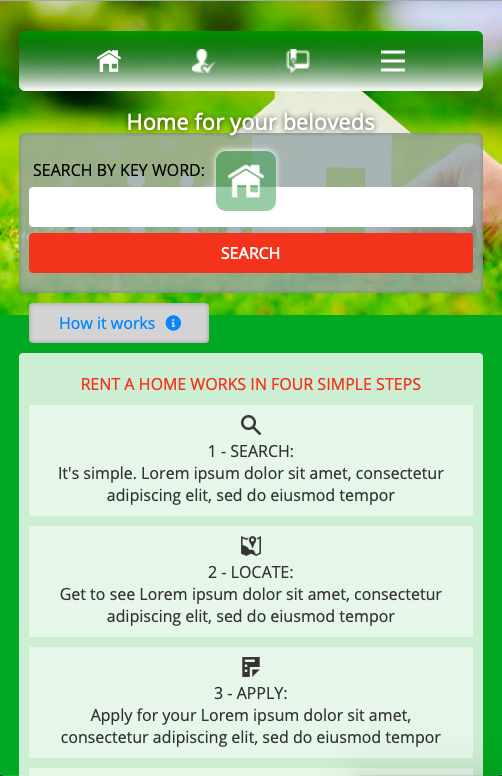 Home for your beloveds
SEARCH BY KEY WORD:
SEARCH
How it works
RENT A HOME WORKS IN FOUR SIMPLE STEPS
1 - SEARCH:
It's simple. Lorem ipsum dolor sit amet, consectetur
adipiscing elit, sed do eiusmod tempor
2 - LOCATE:
Get to see Lorem ipsum dolor sit amet, consectetur
adipiscing elit, sed do eiusmod tempor
3 - APPLY:
Apply for your Lorem ipsum dolor sit amet,
consectetur adipiscing elit, sed do eiusmod tempor